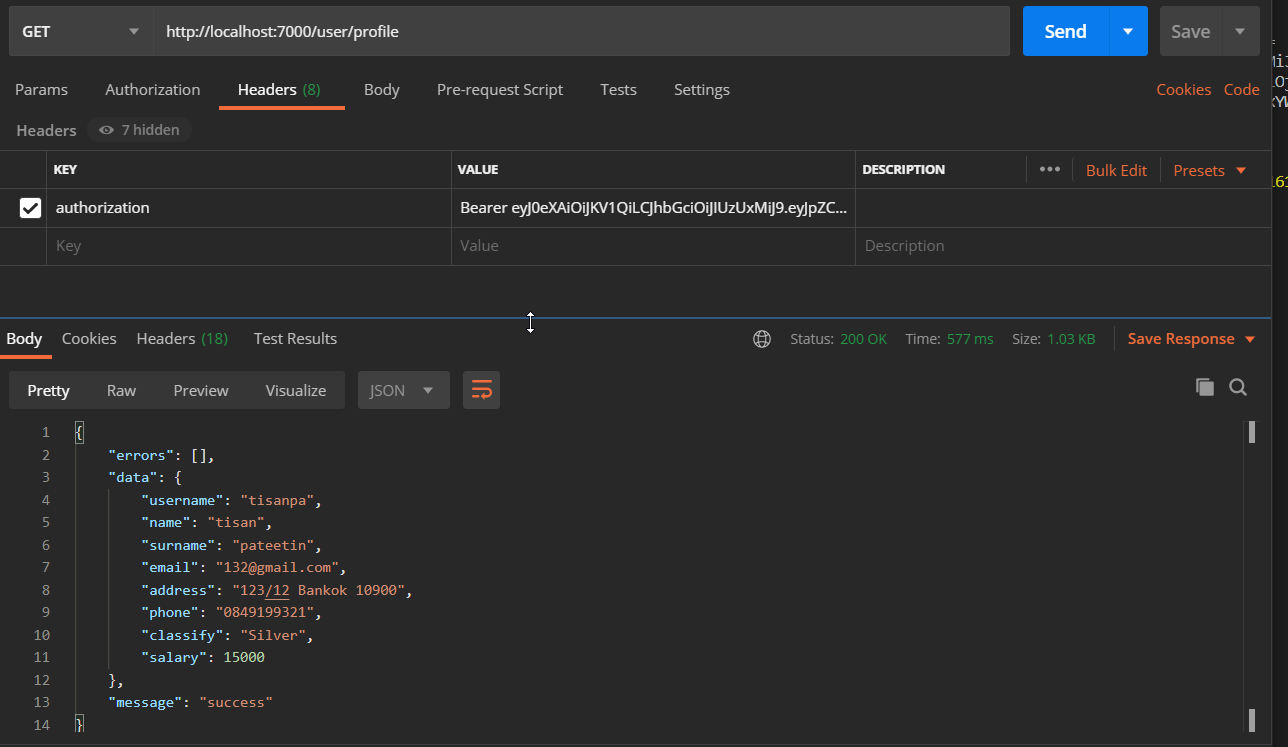 GET http://localhost:7000/user/profile Send Save
Params Authorization Headers (8) Body Pre-request Script Tests Settings Cookies Code
Headers 7 hidden
KEY VALUE DESCRIPTION ••• Bulk Edit Presets
authorization Bearer eyJ0eXAiOiJKV1QiLCJhbGciOiJIUzUxMiJ9.eyJpZC...
Key Value Description
Body Cookies Headers (18) Test Results Status: 200 OK Time: 577 ms Size: 1.03 KB Save Response
Pretty Raw Preview Visualize JSON
1 {
2 "errors": [],
3 "data": {
4 "username": "tisanpa",
5 "name": "tisan",
6 "surname": "pateetin",
7 "email": "132@gmail.com",
8 "address": "123/12 Bankok 10900",
9 "phone": "0849199321",
10 "classify": "Silver",
11 "salary": 15000
12 },
13 "message": "success"
14 }